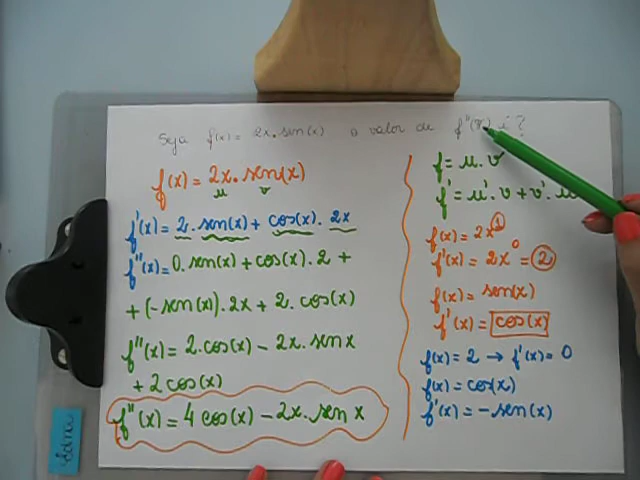 Seja f(x) = 2x . sen(x) o valor de f''(π) é ?
f(x) = 2x . sen(x)
u v
f'(x) = 2 . sen(x) + cos(x) . 2x
f''(x) = 0 . sen(x) + cos(x) . 2 +
+ (-sen(x)) . 2x + 2 . cos(x)
f''(x) = 2 . cos(x) - 2x . sen x
+ 2 cos(x)
f''(x) = 4 cos(x) - 2x . sen x
f = u . v
f' = u' . v + v' . u
f(x) = 2x①
f'(x) = 2x⁰ = ②
f(x) = sen(x)
f'(x) = cos(x)
f(x) = 2 → f'(x) = 0
f(x) = cos(x)
f'(x) = -sen(x)